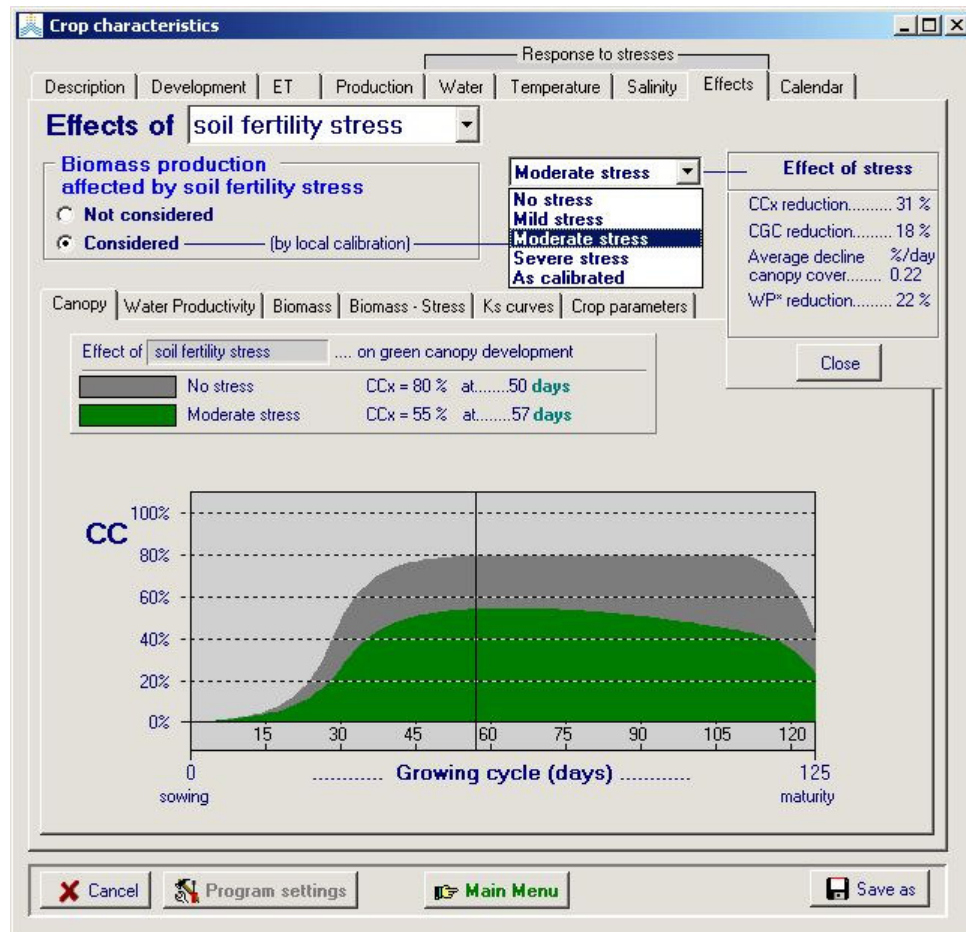 Crop characteristics
Response to stresses
Description Development ET Production Water Temperature Salinity Effects Calendar
Effects of soil fertility stress
Biomass production
affected by soil fertility stress
Not considered
Considered (by local calibration)
Moderate stress
No stress
Mild stress
Moderate stress
Severe stress
As calibrated
Effect of stress
CCx reduction......... 31 %
CGC reduction......... 18 %
Average decline %/day
canopy cover........ 0.22
WP* reduction......... 22 %
Close
Canopy Water Productivity Biomass Biomass - Stress Ks curves Crop parameters
Effect of soil fertility stress .... on green canopy development
No stress CCx = 80 % at.......50 days
Moderate stress CCx = 55 % at.......57 days
CC
100%
80%
60%
40%
20%
0%
15 30 45 60 75 90 105 120
0 ............ Growing cycle (days) ............ 125
sowing maturity
Cancel Program settings Main Menu Save as